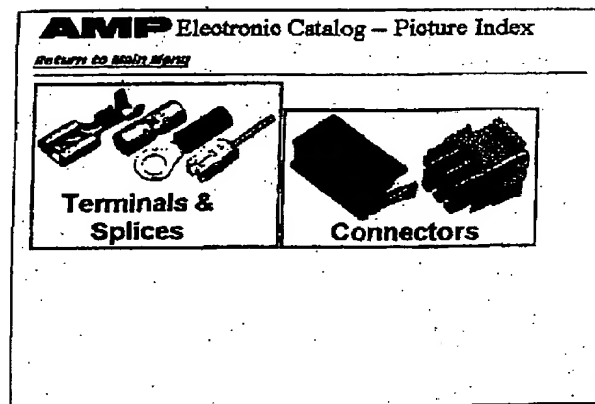 AMP Electronic Catalog – Picture Index
Return to Main Menu
Terminals &
Splices
Connectors